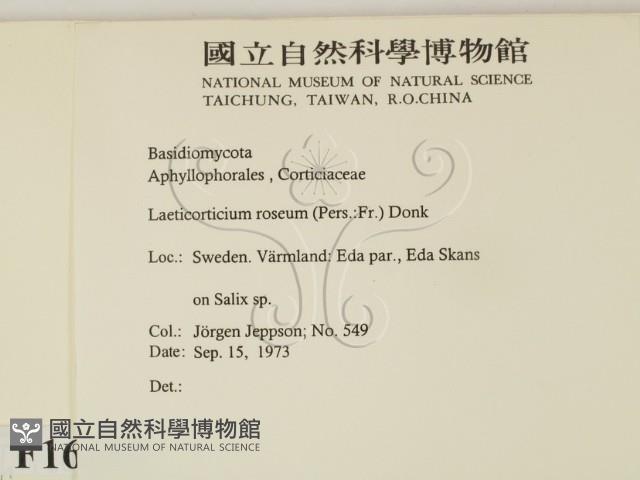 國立自然科學博物館
NATIONAL MUSEUM OF NATURAL SCIENCE
TAICHUNG, TAIWAN, R.O.CHINA
Basidiomycota
Aphyllophorales , Corticiaceae
Laeticorticium roseum (Pers.:Fr.) Donk
Loc.: Sweden. Värmland: Eda par., Eda Skans
on Salix sp.
Col.: Jörgen Jeppson; No. 549
Date: Sep. 15, 1973
Det.:
國立自然科學博物館
NATIONAL MUSEUM OF NATURAL SCIENCE
F16